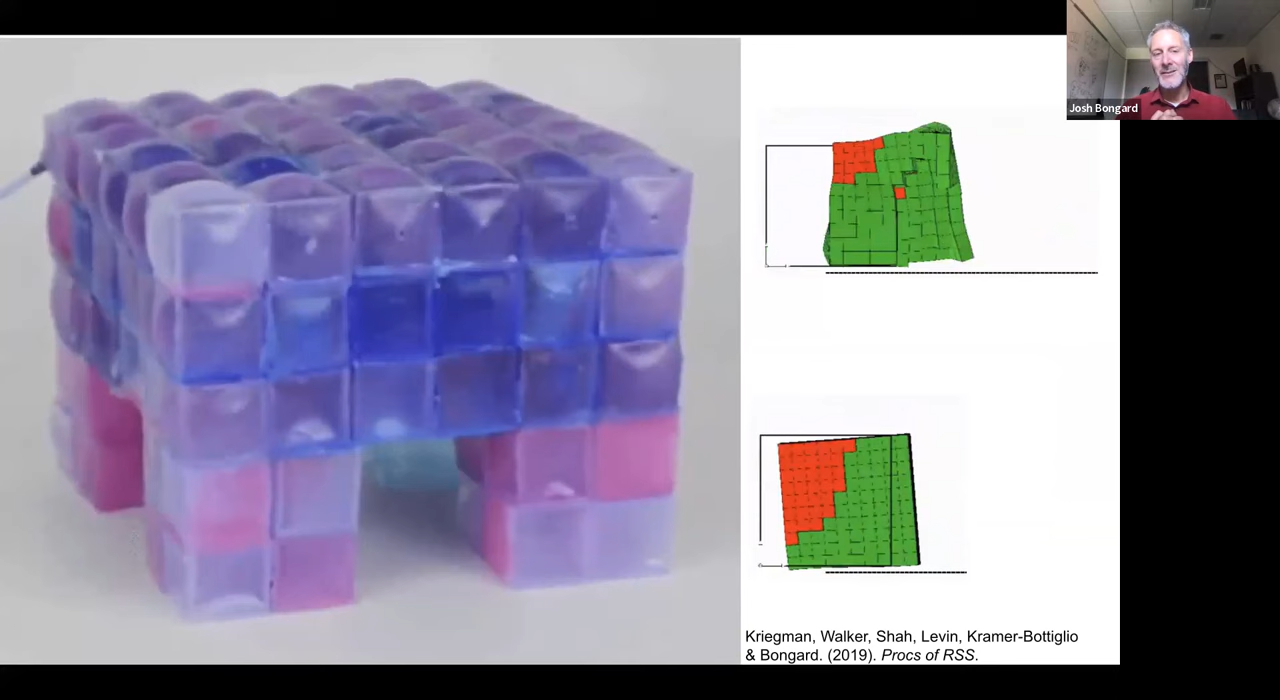 Josh Bongard
Kriegman, Walker, Shah, Levin, Kramer-Bottiglio
& Bongard. (2019). Procs of RSS.